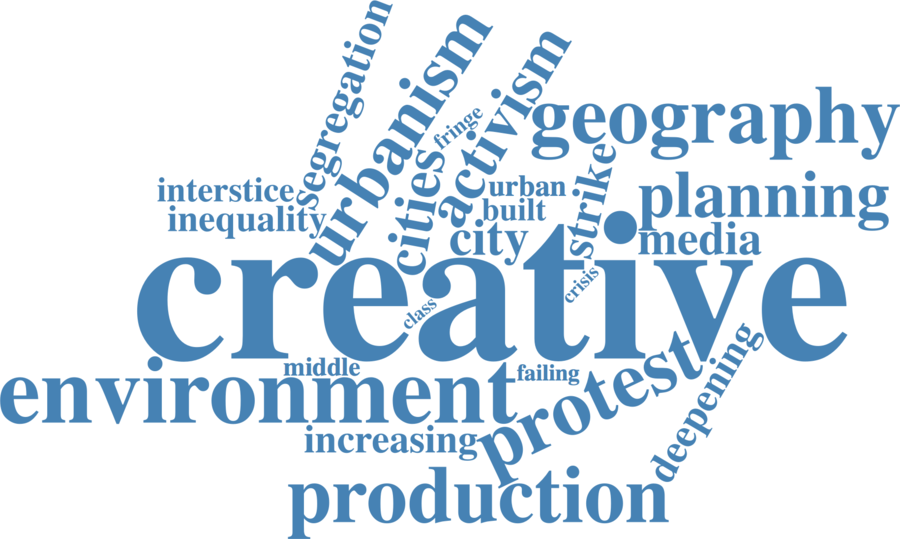 segregation
urbanism
fringe
activism
geography
interstice
inequality
cities
urban
built
city
strike
planning
media
creative
class
crisis
middle
environment
failing
protest
deepening
increasing
production